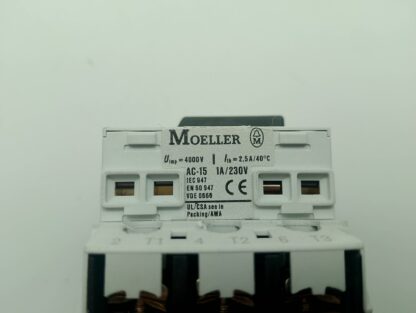 MOELLER
Uimp = 4000V Ith = 2,5A/40°C
AC-15 1A/230V
IEC 947
EN 60 947
VDE 0660
CE
UL/CSA see in
Packing/AWA
2 T1 4 T2 6 T3